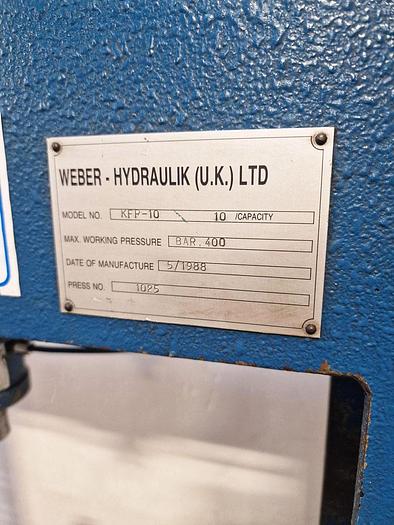 WEBER - HYDRAULIK (U.K.) LTD
MODEL NO. KFP-10 10 /CAPACITY
MAX. WORKING PRESSURE BAR.400
DATE OF MANUFACTURE 5/1988
PRESS NO. 1025